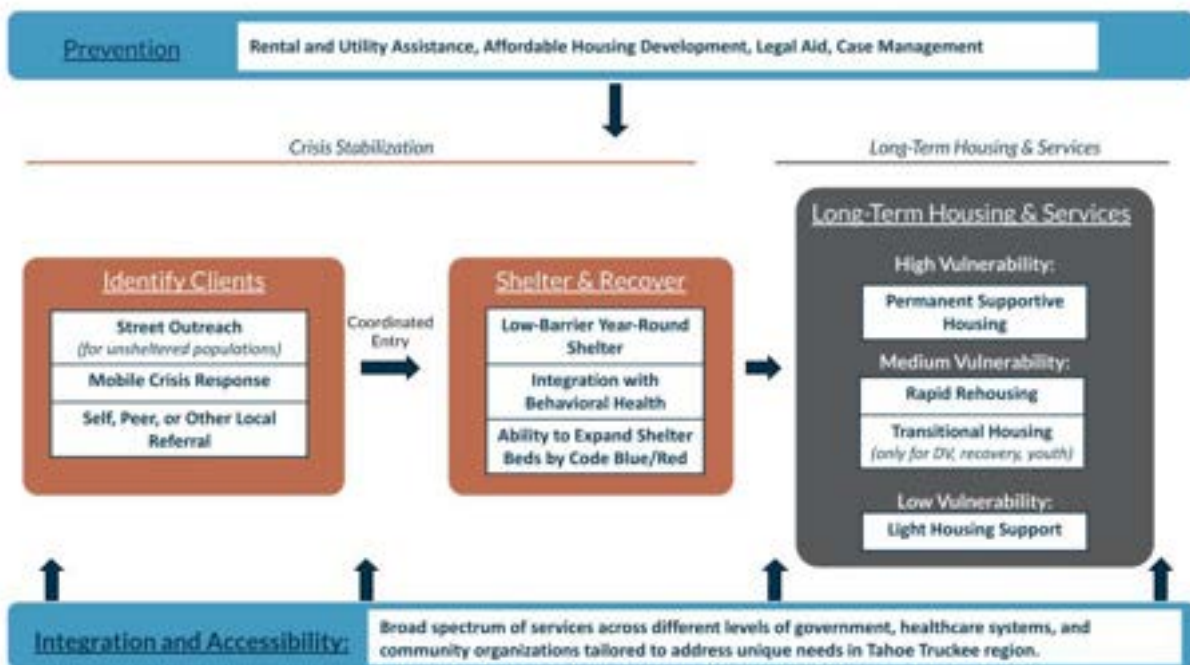 Prevention
Rental and Utility Assistance, Affordable Housing Development, Legal Aid, Case Management
Crisis Stabilization
Long-Term Housing & Services
Identify Clients
Street Outreach
(for unsheltered populations)
Mobile Crisis Response
Self, Peer, or Other Local
Referral
Coordinated
Entry
Shelter & Recover
Low-Barrier Year-Round
Shelter
Integration with
Behavioral Health
Ability to Expand Shelter
Beds by Code Blue/Red
Long-Term Housing & Services
High Vulnerability:
Permanent Supportive
Housing
Medium Vulnerability:
Rapid Rehousing
Transitional Housing
(only for DV, recovery, youth)
Low Vulnerability:
Light Housing Support
Integration and Accessibility:
Broad spectrum of services across different levels of government, healthcare systems, and
community organizations tailored to address unique needs in Tahoe Truckee region.